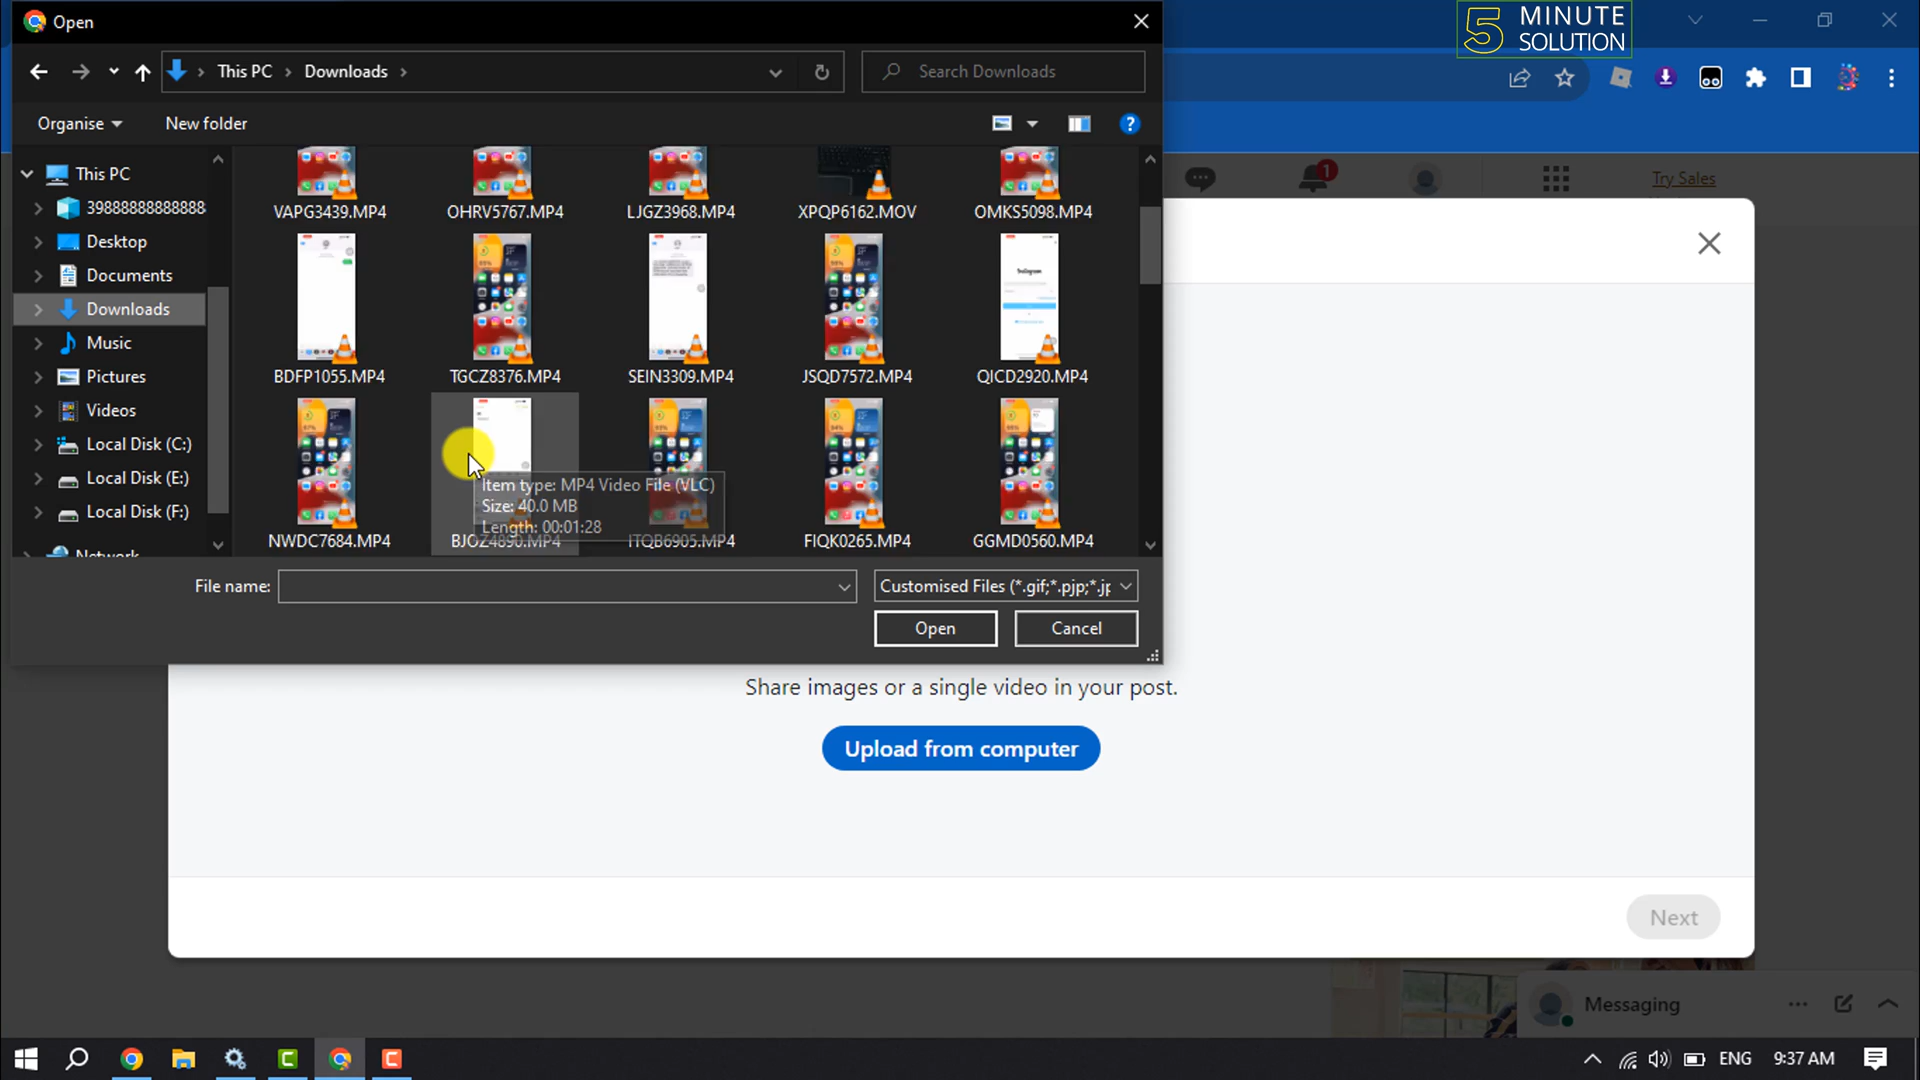 Open
5 MINUTE
SOLUTION
This PC
Downloads
Search Downloads
Organise
New folder
This PC
39888888888888
Desktop
Documents
Downloads
Music
Pictures
Videos
Local Disk (C:)
Local Disk (E:)
Local Disk (F:)
Network
VAPG3439.MP4
OHRV5767.MP4
LJGZ3968.MP4
XPQP6162.MOV
OMKS5098.MP4
BDFP1055.MP4
TGCZ8376.MP4
SEIN3309.MP4
JSQD7572.MP4
QICD2920.MP4
Instagram
Item type: MP4 Video File (VLC)
Size: 40.0 MB
Length: 00:01:28
NWDC7684.MP4
BJOZ4890.MP4
ITQB6905.MP4
FIQK0265.MP4
GGMD0560.MP4
File name:
Customised Files (*.gif;*.pjp;*.jp
Open
Cancel
1
Try Sales
Share images or a single video in your post.
Upload from computer
Next
Messaging
ENG
9:37 AM